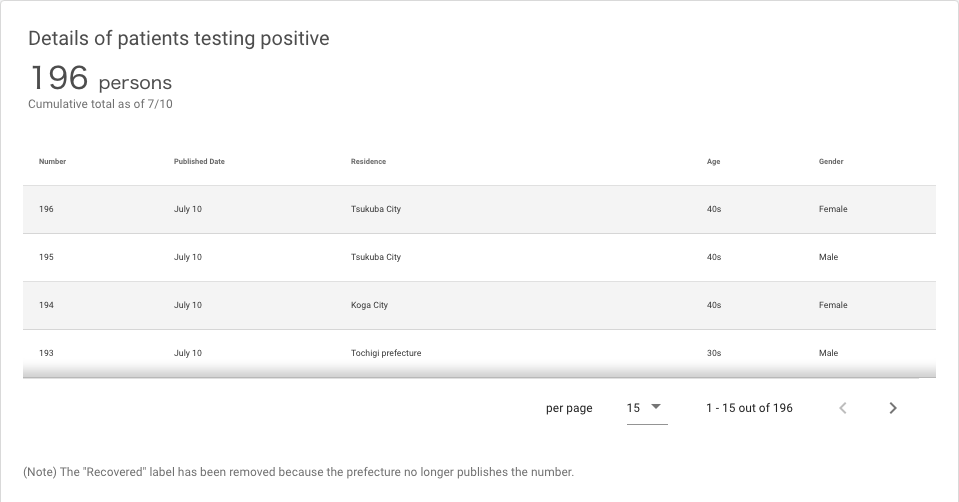 Details of patients testing positive
196 persons
Cumulative total as of 7/10
Number Published Date Residence Age Gender
196 July 10 Tsukuba City 40s Female
195 July 10 Tsukuba City 40s Male
194 July 10 Koga City 40s Female
193 July 10 Tochigi prefecture 30s Male
per page 15 1 - 15 out of 196
(Note) The "Recovered" label has been removed because the prefecture no longer publishes the number.